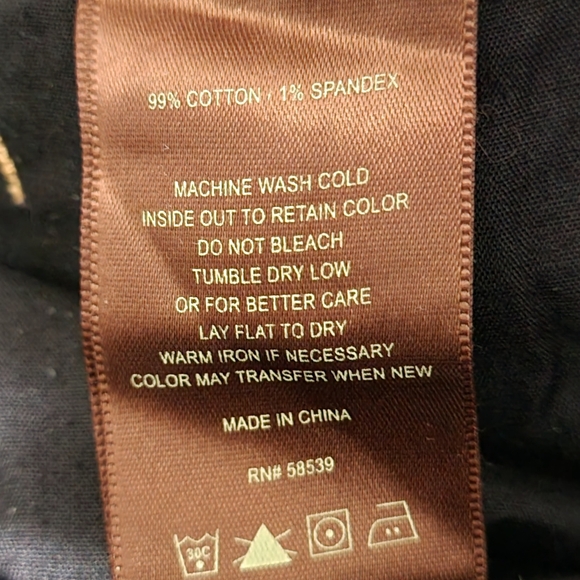 99% COTTON / 1% SPANDEX
MACHINE WASH COLD
INSIDE OUT TO RETAIN COLOR
DO NOT BLEACH
TUMBLE DRY LOW
OR FOR BETTER CARE
LAY FLAT TO DRY
WARM IRON IF NECESSARY
COLOR MAY TRANSFER WHEN NEW
MADE IN CHINA
RN# 58539
30C